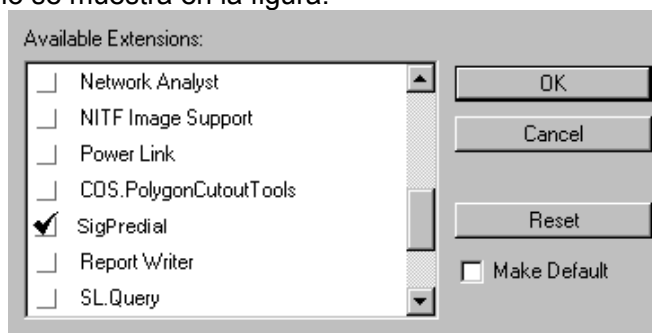 se muestra en la figura.
Available Extensions:
Network Analyst
NITF Image Support
Power Link
COS.PolygonCutoutTools
SigPredial
Report Writer
SL.Query
OK
Cancel
Reset
Make Default